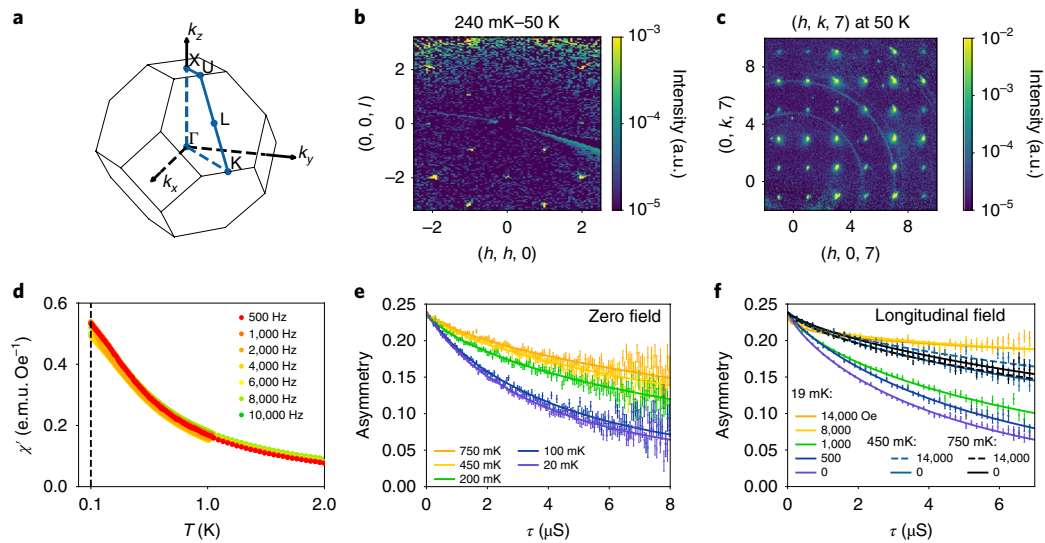 a
k_z
X
U
L
Γ
k_y
K
k_x
b
240 mK–50 K
(0, 0, l)
2
0
−2
−2
0
2
(h, h, 0)
10^−3
10^−4
10^−5
Intensity (a.u.)
c
(h, k, 7) at 50 K
(0, k, 7)
8
4
0
0
4
8
(h, 0, 7)
10^−2
10^−3
10^−4
10^−5
Intensity (a.u.)
d
χ′ (e.m.u. Oe^−1)
0.6
0.4
0.2
0
0.1
1.0
2.0
T (K)
500 Hz
1,000 Hz
2,000 Hz
4,000 Hz
6,000 Hz
8,000 Hz
10,000 Hz
e
Zero field
Asymmetry
0.25
0.20
0.15
0.10
0.05
0.00
0
2
4
6
8
τ (μS)
750 mK
450 mK
200 mK
100 mK
20 mK
f
Longitudinal field
Asymmetry
0.25
0.20
0.15
0.10
0.05
0.00
0
2
4
6
τ (μS)
19 mK:
14,000 Oe
8,000
1,000
500
0
450 mK:
14,000
0
750 mK:
14,000
0